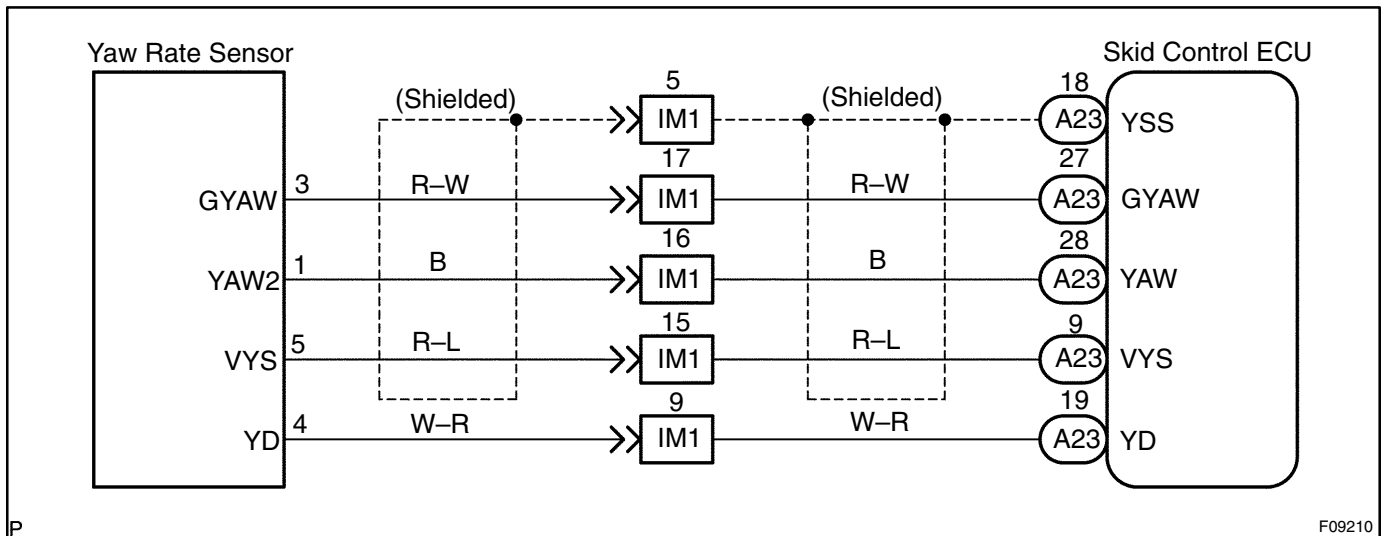 Yaw Rate Sensor
Skid Control ECU
(Shielded)
5
IM1
(Shielded)
18
A23
YSS
GYAW
3
R–W
17
IM1
R–W
27
A23
GYAW
YAW2
1
B
16
IM1
B
28
A23
YAW
VYS
5
R–L
15
IM1
R–L
9
A23
VYS
YD
4
W–R
9
IM1
W–R
19
A23
YD
P
F09210